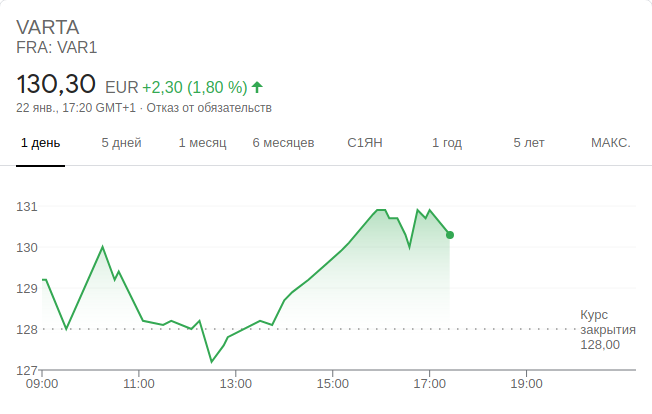 VARTA
FRA: VAR1
130,30 EUR +2,30 (1,80 %)
22 янв., 17:20 GMT+1 · Отказ от обязательств
1 день 5 дней 1 месяц 6 месяцев С1ЯН 1 год 5 лет МАКС.
131
130
129
128
127
Курс
закрытия
128,00
09:00 11:00 13:00 15:00 17:00 19:00